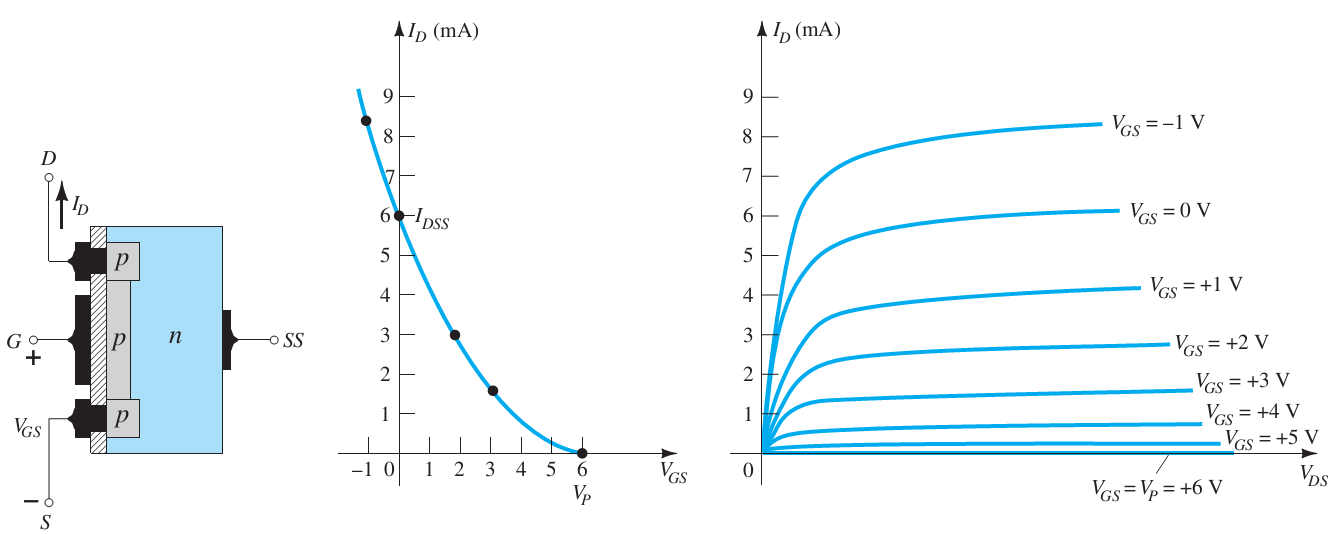 D
I_D
p
G
+
p
n
SS
p
V_GS
–
S
I_D (mA)
9
8
7
6
I_DSS
5
4
3
2
1
–1 0 1 2 3 4 5 6
V_GS
V_P
I_D (mA)
9
V_GS = –1 V
8
7
6
V_GS = 0 V
5
4
V_GS = +1 V
3
V_GS = +2 V
2
V_GS = +3 V
1
V_GS = +4 V
V_GS = +5 V
0
V_DS
V_GS = V_P = +6 V